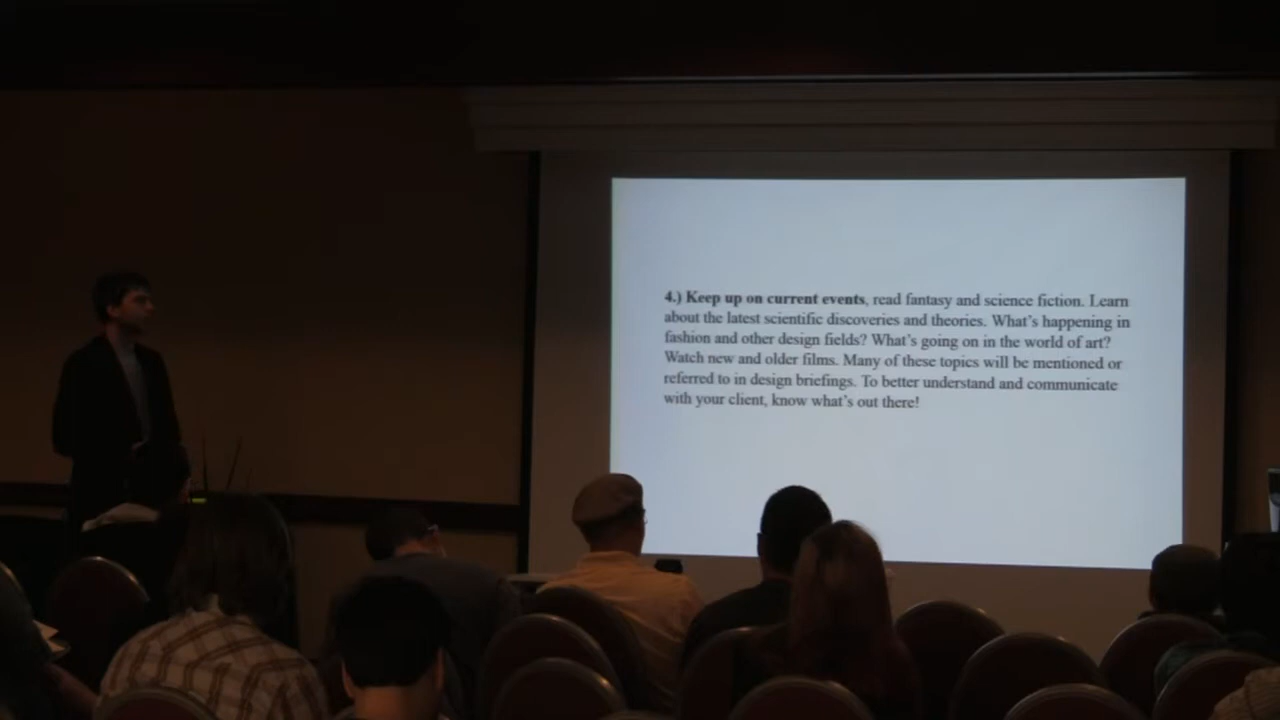 4.) Keep up on current events, read fantasy and science fiction. Learn
about the latest scientific discoveries and theories. What's happening in
fashion and other design fields? What's going on in the world of art?
Watch new and older films. Many of these topics will be mentioned or
referred to in design briefings. To better understand and communicate
with your client, know what's out there!